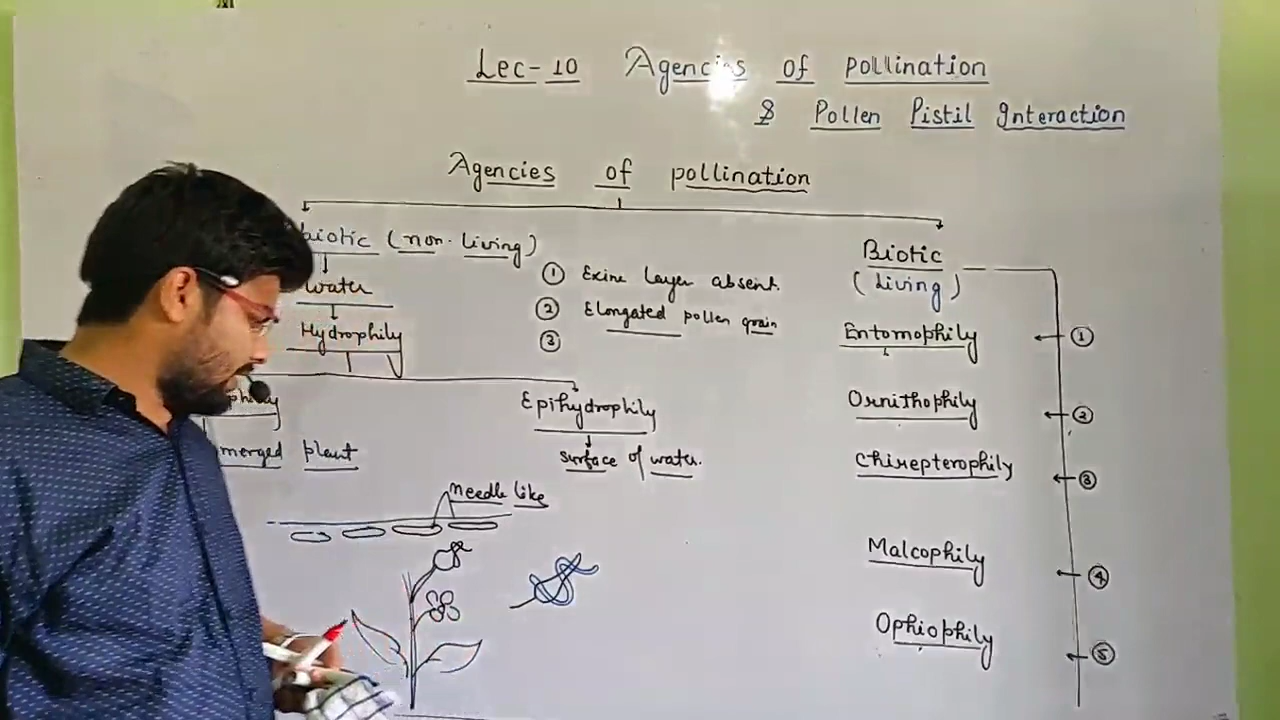 Lec-10 Agencies of pollination
& Pollen Pistil Interaction
Agencies of pollination
biotic (non-living)
water
Hydrophily
merged plant
Epihydrophily
surface of water.
needle like
① Exine layer absent.
② Elongated pollen grain
③
Biotic
(Living)
Entomophily ①
Ornithophily ②
Chirepterophily ③
Malcophily ④
Ophiophily ⑤